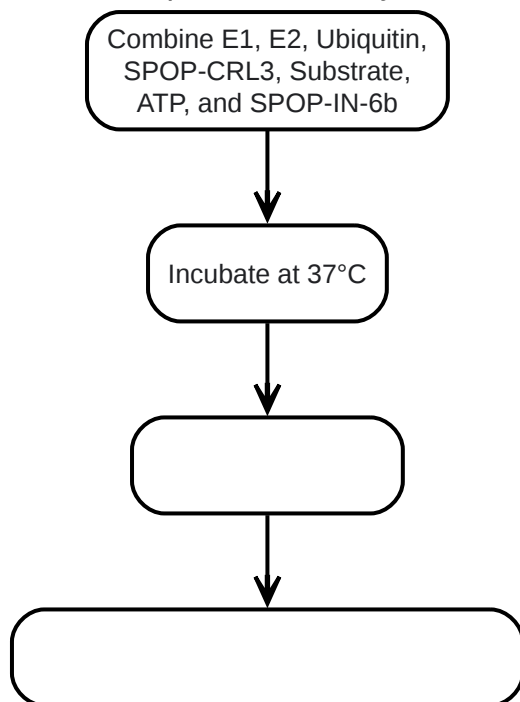 Combine E1, E2, Ubiquitin,
SPOP-CRL3, Substrate,
ATP, and SPOP-IN-6b
Incubate at 37°C